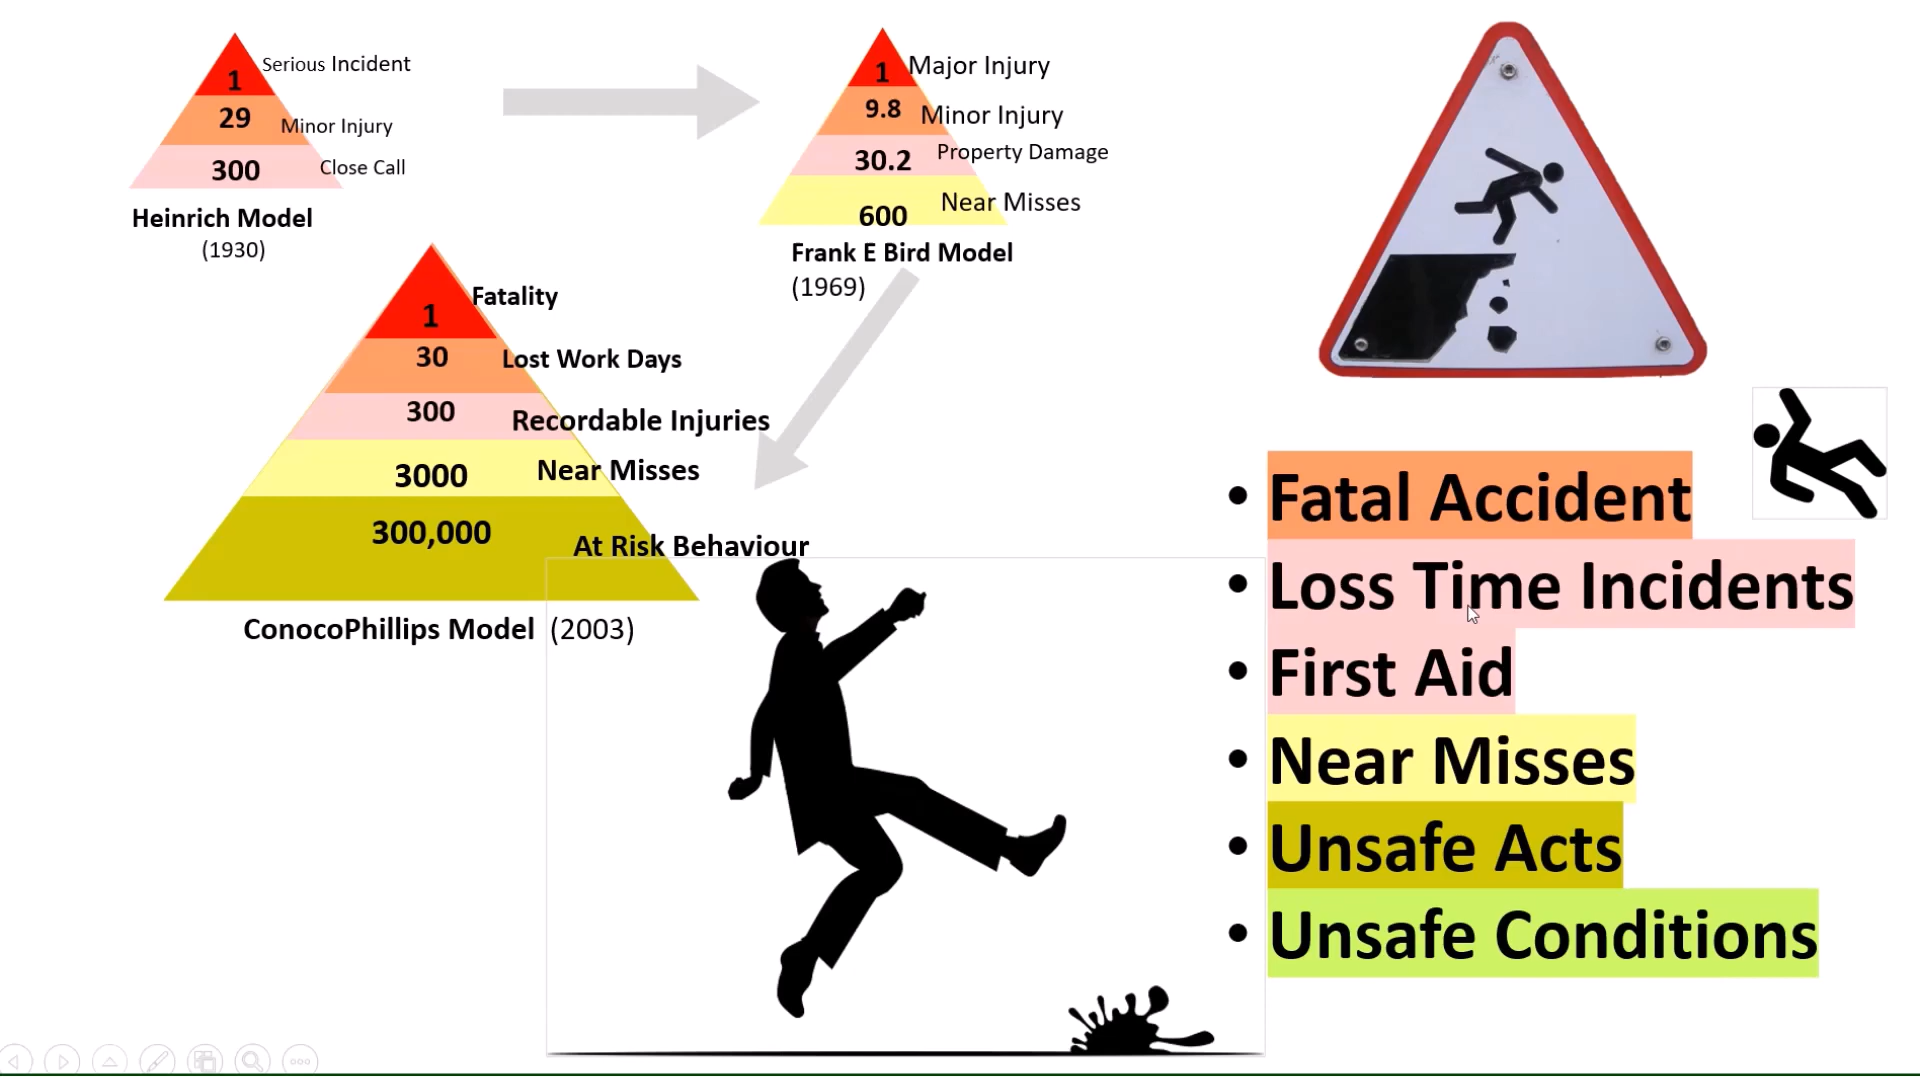 1
Serious Incident
29
Minor Injury
300
Close Call
Heinrich Model
(1930)
1
Major Injury
9.8
Minor Injury
30.2
Property Damage
600
Near Misses
Frank E Bird Model
(1969)
1
Fatality
30
Lost Work Days
300
Recordable Injuries
3000
Near Misses
300,000
At Risk Behaviour
ConocoPhillips Model (2003)
• Fatal Accident
• Loss Time Incidents
• First Aid
• Near Misses
• Unsafe Acts
• Unsafe Conditions